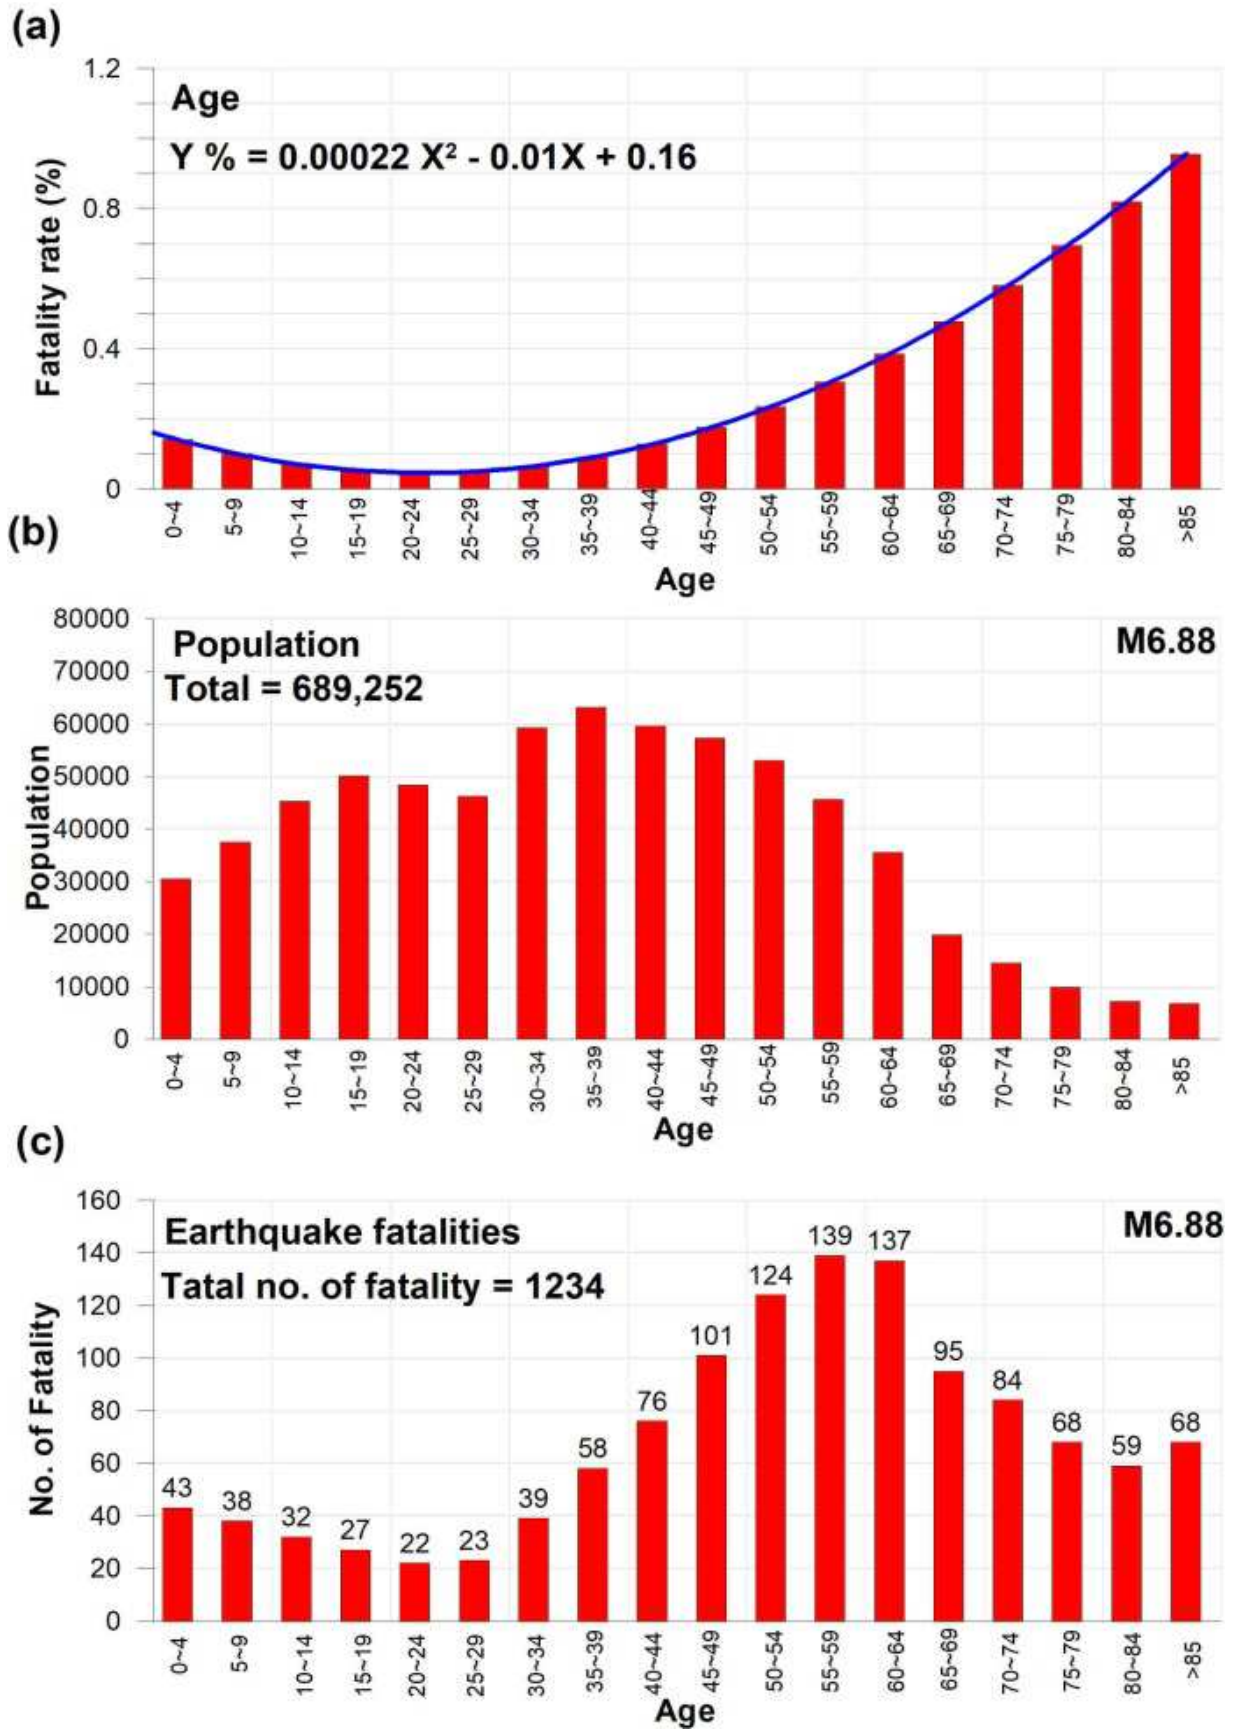 (a)
1.2
Age
Y % = 0.00022 X² - 0.01X + 0.16
0.8
0.4
0
Fatality rate (%)
0~4 5~9 10~14 15~19 20~24 25~29 30~34 35~39 40~44 45~49 50~54 55~59 60~64 65~69 70~74 75~79 80~84 >85
Age
(b)
80000
Population
M6.88
70000
Total = 689,252
60000
50000
40000
30000
20000
10000
0
Population
0~4 5~9 10~14 15~19 20~24 25~29 30~34 35~39 40~44 45~49 50~54 55~59 60~64 65~69 70~74 75~79 80~84 >85
Age
(c)
160
Earthquake fatalities
M6.88
140
Tatal no. of fatality = 1234
120
100
80
60
40
20
0
No. of Fatality
43 38 32 27 22 23 39 58 76 101 124 139 137 95 84 68 59 68
0~4 5~9 10~14 15~19 20~24 25~29 30~34 35~39 40~44 45~49 50~54 55~59 60~64 65~69 70~74 75~79 80~84 >85
Age